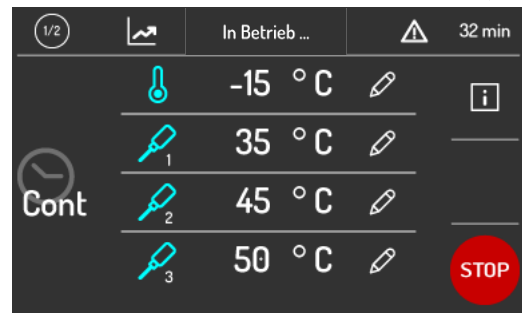 1/2 In Betrieb ... 32 min
-15 °C
i
1 35 °C
Cont
2 45 °C
3 50 °C
STOP